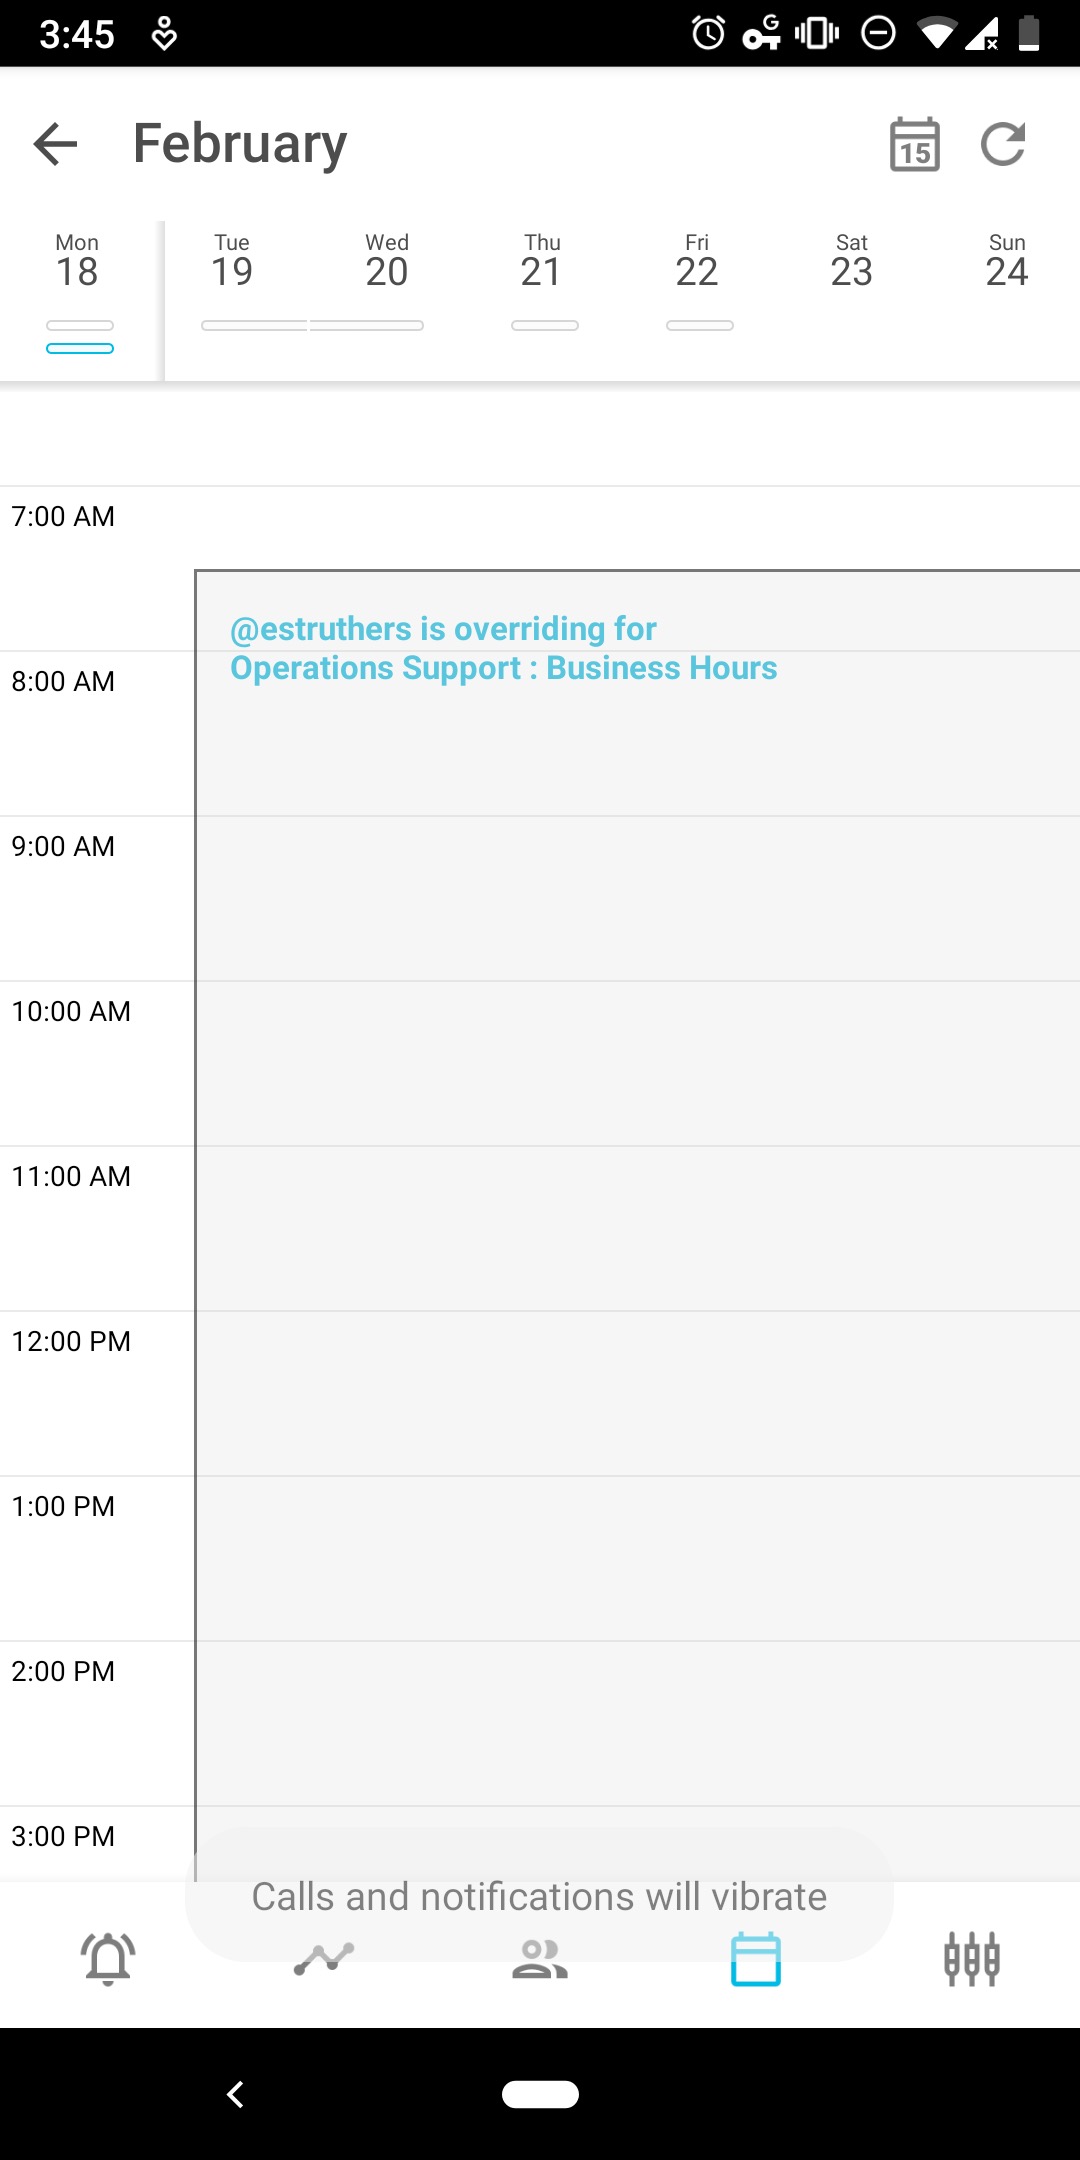 3:45
G
February
15
Mon Tue Wed Thu Fri Sat Sun
18 19 20 21 22 23 24
7:00 AM
@estruthers is overriding for
8:00 AM
Operations Support : Business Hours
9:00 AM
10:00 AM
11:00 AM
12:00 PM
1:00 PM
2:00 PM
3:00 PM
Calls and notifications will vibrate